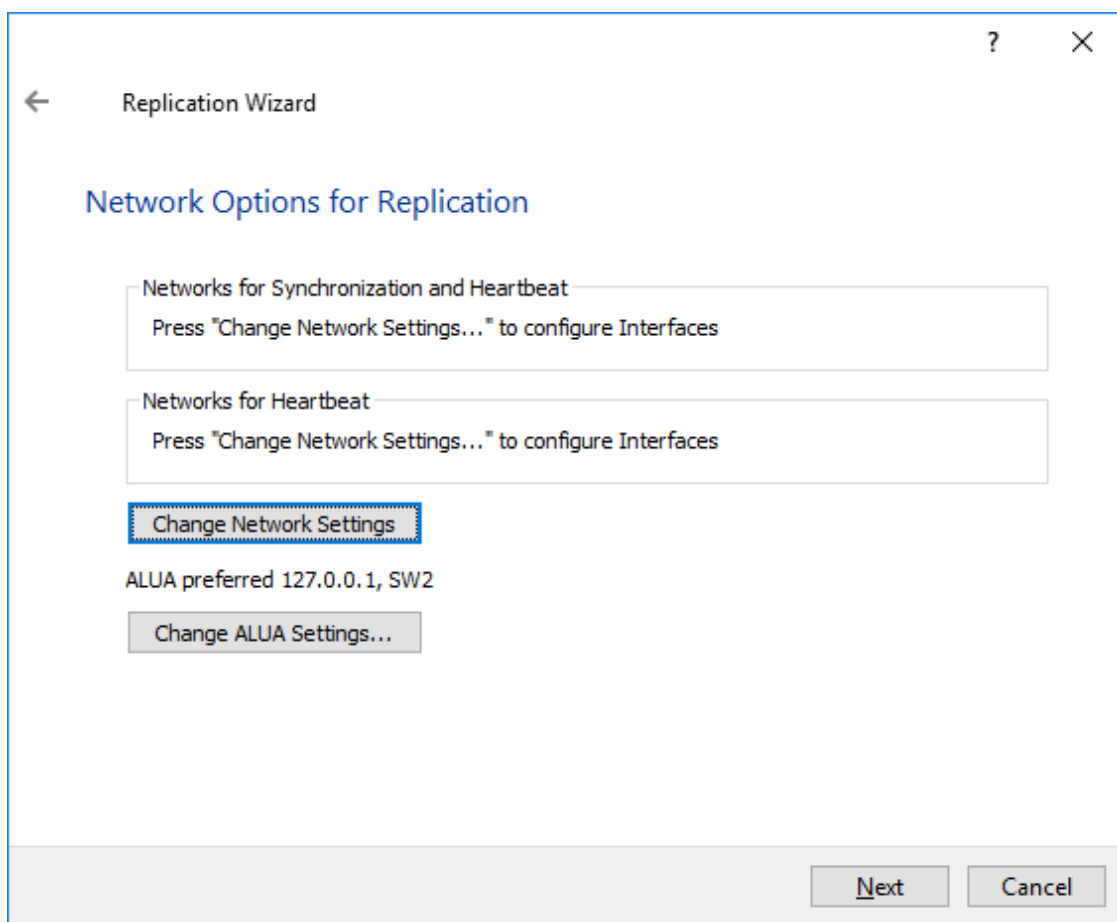 ?
Replication Wizard
Network Options for Replication
Networks for Synchronization and Heartbeat
Press "Change Network Settings..." to configure Interfaces
Networks for Heartbeat
Press "Change Network Settings..." to configure Interfaces
Change Network Settings
ALUA preferred 127.0.0.1, SW2
Change ALUA Settings...
Next Cancel